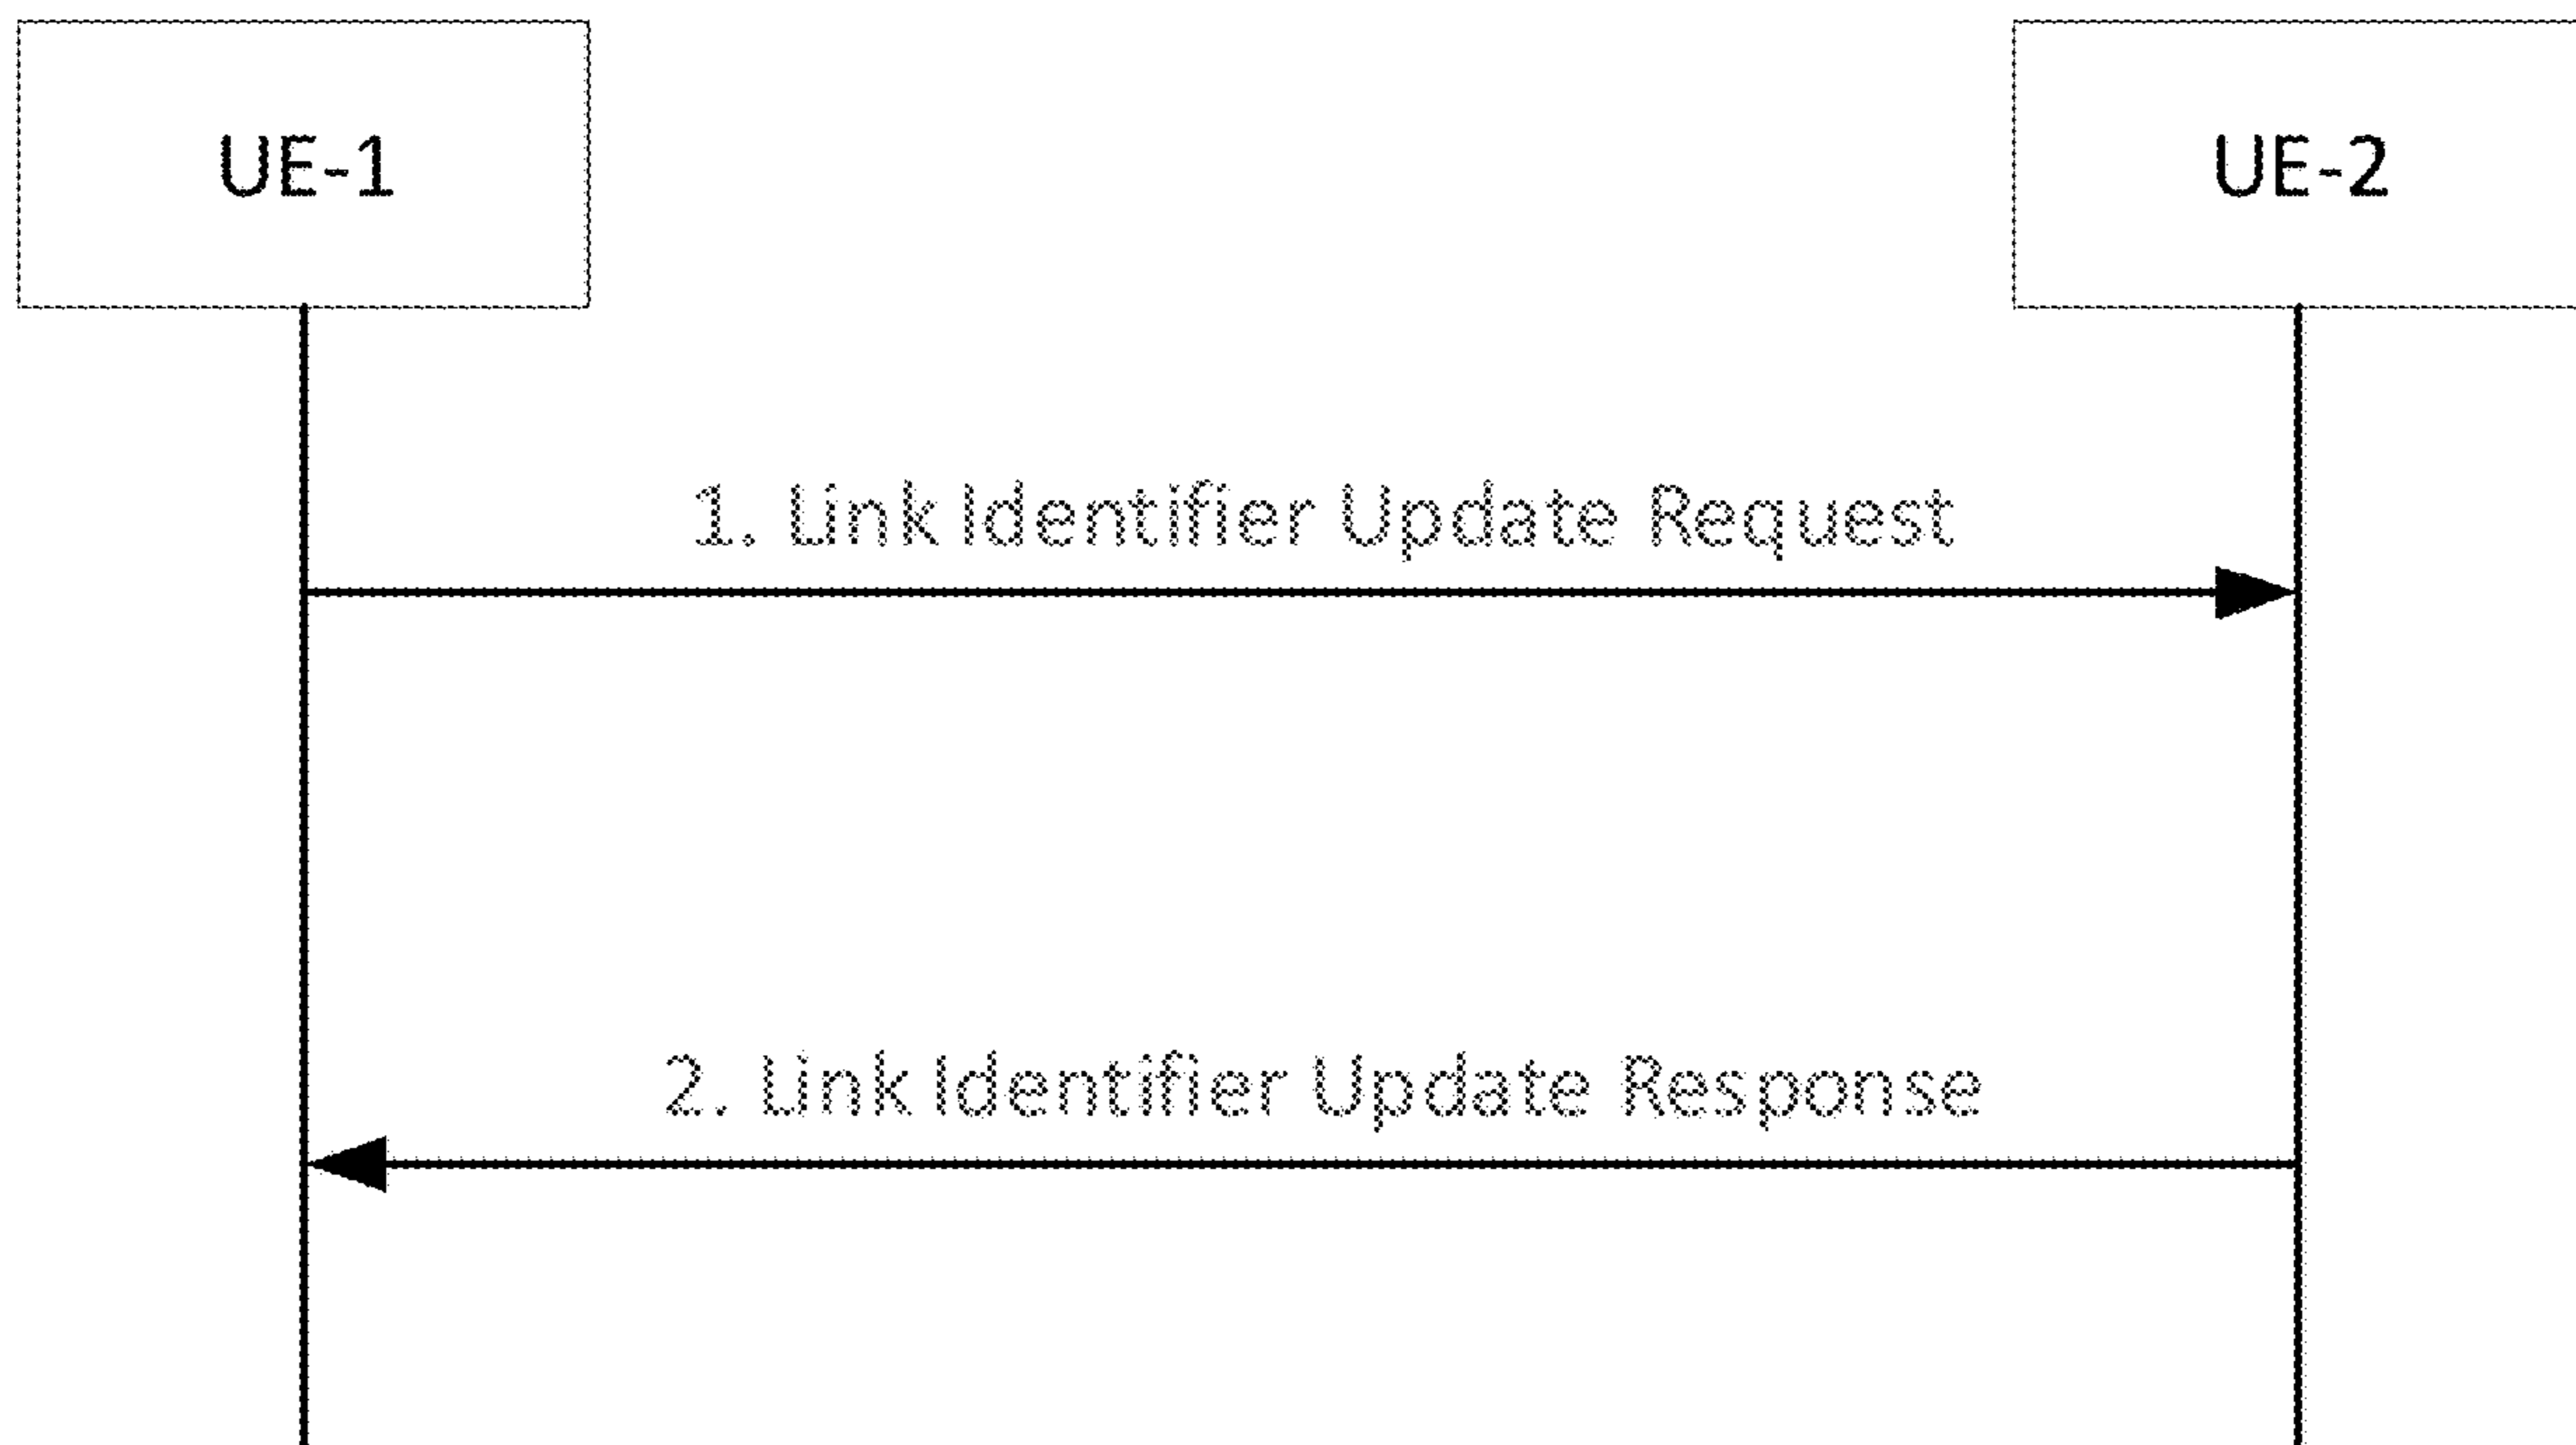 UE-1
UE-2
1. Link Identifier Update Request
2. Link Identifier Update Response